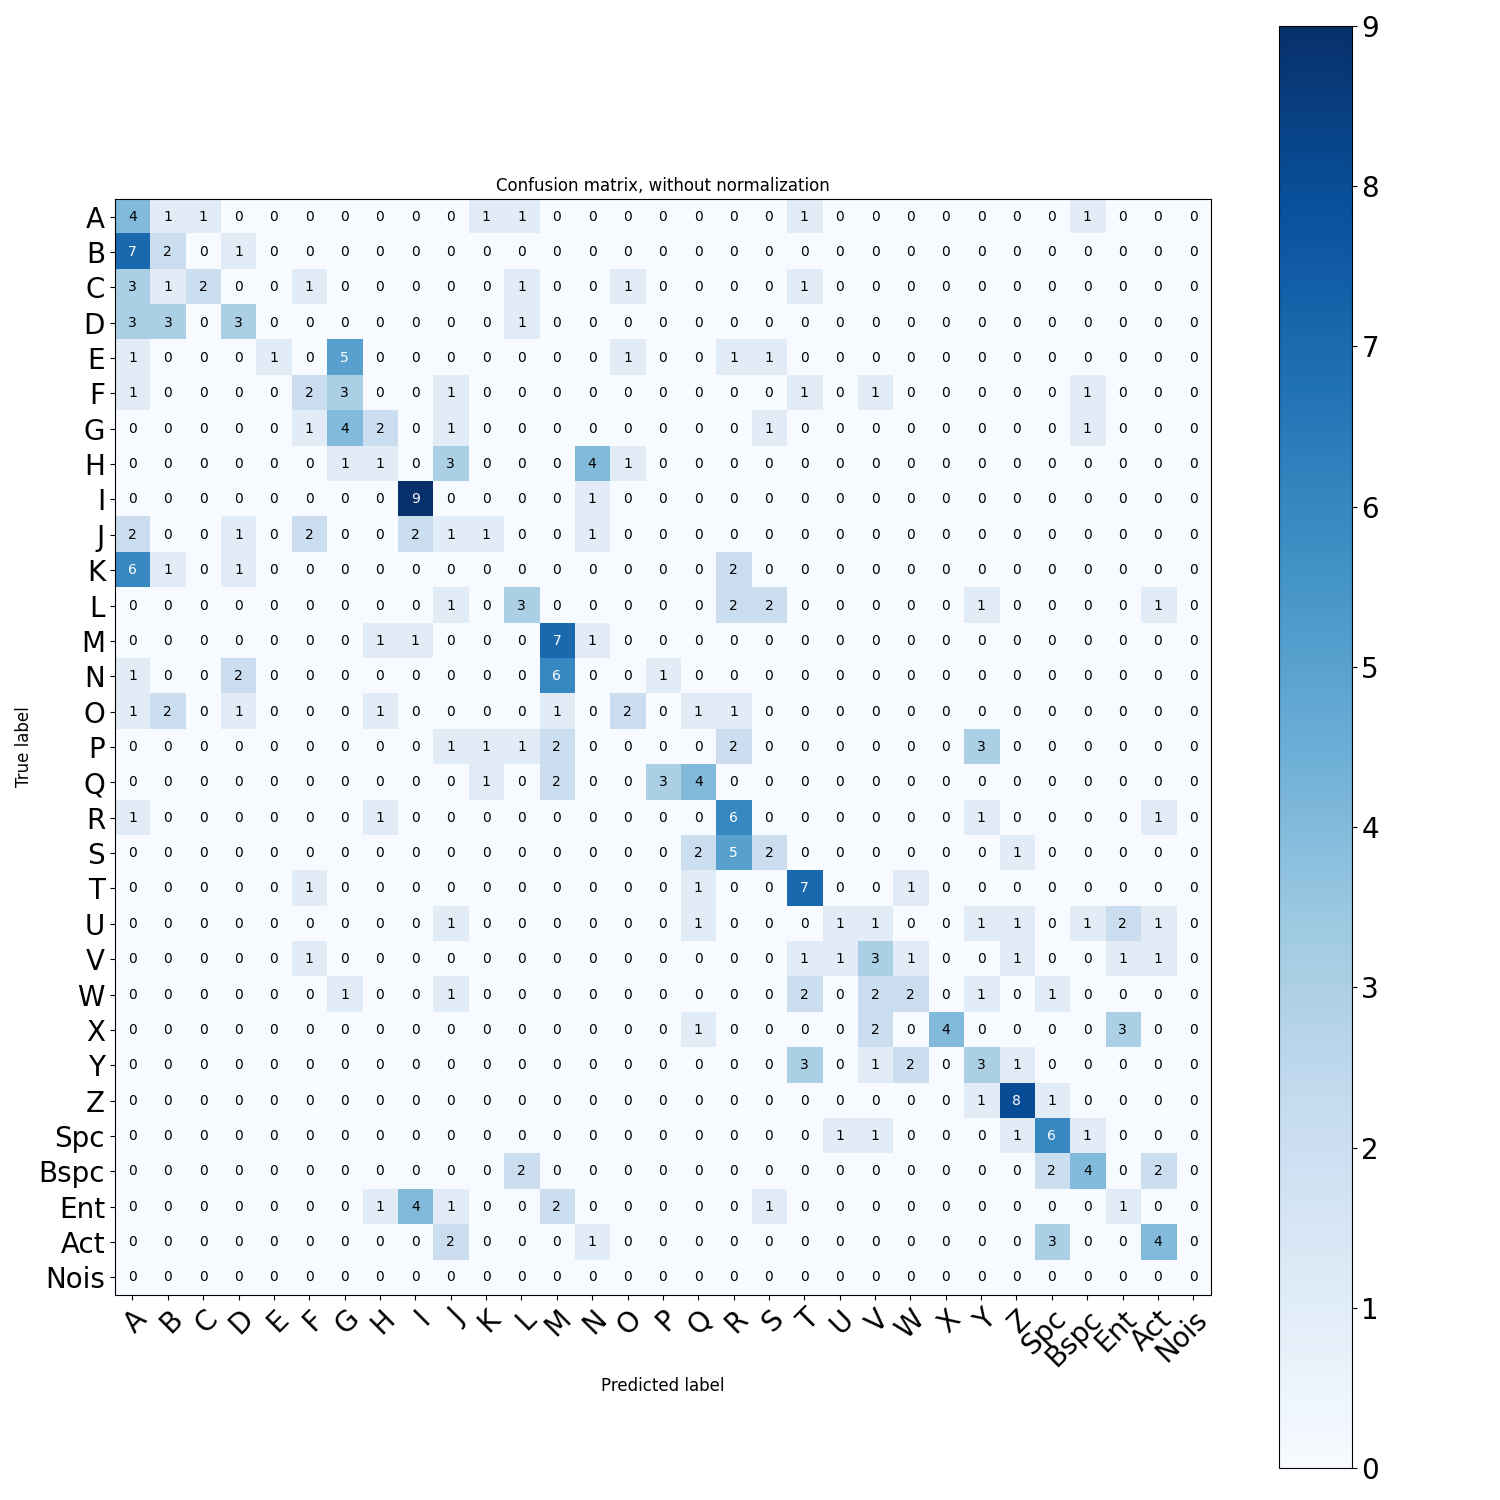 Confusion matrix, without normalization
A 4 1 1 0 0 0 0 0 0 0 1 1 0 0 0 0 0 0 0 1 0 0 0 0 0 0 0 1 0 0 0
B 7 2 0 1 0 0 0 0 0 0 0 0 0 0 0 0 0 0 0 0 0 0 0 0 0 0 0 0 0 0 0
C 3 1 2 0 0 1 0 0 0 0 0 1 0 0 1 0 0 0 0 1 0 0 0 0 0 0 0 0 0 0 0
D 3 3 0 3 0 0 0 0 0 0 0 1 0 0 0 0 0 0 0 0 0 0 0 0 0 0 0 0 0 0 0
E 1 0 0 0 1 0 5 0 0 0 0 0 0 0 1 0 0 1 1 0 0 0 0 0 0 0 0 0 0 0 0
F 1 0 0 0 0 2 3 0 0 1 0 0 0 0 0 0 0 0 0 1 0 1 0 0 0 0 0 1 0 0 0
G 0 0 0 0 0 1 4 2 0 1 0 0 0 0 0 0 0 0 1 0 0 0 0 0 0 0 0 1 0 0 0
H 0 0 0 0 0 0 1 1 0 3 0 0 0 4 1 0 0 0 0 0 0 0 0 0 0 0 0 0 0 0 0
I 0 0 0 0 0 0 0 0 9 0 0 0 0 1 0 0 0 0 0 0 0 0 0 0 0 0 0 0 0 0 0
J 2 0 0 1 0 2 0 0 2 1 1 0 0 1 0 0 0 0 0 0 0 0 0 0 0 0 0 0 0 0 0
K 6 1 0 1 0 0 0 0 0 0 0 0 0 0 0 0 0 2 0 0 0 0 0 0 0 0 0 0 0 0 0
L 0 0 0 0 0 0 0 0 0 1 0 3 0 0 0 0 0 2 2 0 0 0 0 0 1 0 0 0 0 1 0
M 0 0 0 0 0 0 0 1 1 0 0 0 7 1 0 0 0 0 0 0 0 0 0 0 0 0 0 0 0 0 0
N 1 0 0 2 0 0 0 0 0 0 0 0 6 0 0 1 0 0 0 0 0 0 0 0 0 0 0 0 0 0 0
O 1 2 0 1 0 0 0 1 0 0 0 0 1 0 2 0 1 1 0 0 0 0 0 0 0 0 0 0 0 0 0
P 0 0 0 0 0 0 0 0 0 1 1 1 2 0 0 0 0 2 0 0 0 0 0 0 3 0 0 0 0 0 0
Q 0 0 0 0 0 0 0 0 0 0 1 0 2 0 0 3 4 0 0 0 0 0 0 0 0 0 0 0 0 0 0
R 1 0 0 0 0 0 0 1 0 0 0 0 0 0 0 0 0 6 0 0 0 0 0 0 1 0 0 0 0 1 0
S 0 0 0 0 0 0 0 0 0 0 0 0 0 0 0 0 2 5 2 0 0 0 0 0 0 1 0 0 0 0 0
T 0 0 0 0 0 1 0 0 0 0 0 0 0 0 0 0 1 0 0 7 0 0 1 0 0 0 0 0 0 0 0
U 0 0 0 0 0 0 0 0 0 1 0 0 0 0 0 0 1 0 0 0 1 1 0 0 1 1 0 1 2 1 0
V 0 0 0 0 0 1 0 0 0 0 0 0 0 0 0 0 0 0 0 1 1 3 1 0 0 1 0 0 1 1 0
W 0 0 0 0 0 0 1 0 0 1 0 0 0 0 0 0 0 0 0 2 0 2 2 0 1 0 1 0 0 0 0
X 0 0 0 0 0 0 0 0 0 0 0 0 0 0 0 0 1 0 0 0 0 2 0 4 0 0 0 0 3 0 0
Y 0 0 0 0 0 0 0 0 0 0 0 0 0 0 0 0 0 0 0 3 0 1 2 0 3 1 0 0 0 0 0
Z 0 0 0 0 0 0 0 0 0 0 0 0 0 0 0 0 0 0 0 0 0 0 0 0 1 8 1 0 0 0 0
Spc 0 0 0 0 0 0 0 0 0 0 0 0 0 0 0 0 0 0 0 0 1 1 0 0 0 1 6 1 0 0 0
Bspc 0 0 0 0 0 0 0 0 0 0 0 2 0 0 0 0 0 0 0 0 0 0 0 0 0 0 2 4 0 2 0
Ent 0 0 0 0 0 0 0 1 4 1 0 0 2 0 0 0 0 0 1 0 0 0 0 0 0 0 0 0 1 0 0
Act 0 0 0 0 0 0 0 0 0 2 0 0 0 1 0 0 0 0 0 0 0 0 0 0 0 0 3 0 0 4 0
Nois 0 0 0 0 0 0 0 0 0 0 0 0 0 0 0 0 0 0 0 0 0 0 0 0 0 0 0 0 0 0 0
A B C D E F G H I J K L M N O P Q R S T U V W X Y Z Spc Bspc Ent Act Nois
Predicted label
True label
9
8
7
6
5
4
3
2
1
0